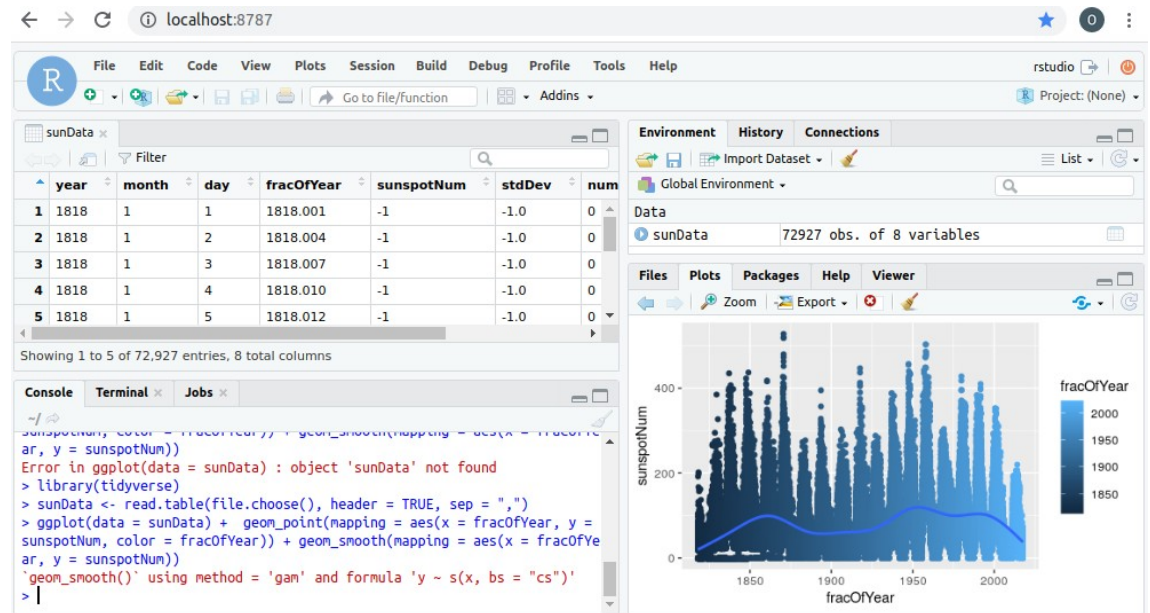 localhost:8787
O
R
File Edit Code View Plots Session Build Debug Profile Tools Help
rstudio
R
Go to file/function
Addins
R Project: (None)
sunData
Filter
year month day fracOfYear sunspotNum stdDev num
1 1818 1 1 1818.001 -1 -1.0 0
2 1818 1 2 1818.004 -1 -1.0 0
3 1818 1 3 1818.007 -1 -1.0 0
4 1818 1 4 1818.010 -1 -1.0 0
5 1818 1 5 1818.012 -1 -1.0 0
Showing 1 to 5 of 72,927 entries, 8 total columns
Console Terminal Jobs
~/
sunspotNum, color = fracOfYear)) + geom_smooth(mapping = aes(x = fracOfYe
ar, y = sunspotNum))
Error in ggplot(data = sunData) : object 'sunData' not found
> library(tidyverse)
> sunData <- read.table(file.choose(), header = TRUE, sep = ",")
> ggplot(data = sunData) +  geom_point(mapping = aes(x = fracOfYear, y =
sunspotNum, color = fracOfYear)) + geom_smooth(mapping = aes(x = fracOfYe
ar, y = sunspotNum))
`geom_smooth()` using method = 'gam' and formula 'y ~ s(x, bs = "cs")'
>
Environment History Connections
Import Dataset
List
Global Environment
Data
sunData 72927 obs. of 8 variables
Files Plots Packages Help Viewer
Zoom Export
sunspotNum
400
200
0
1850 1900 1950 2000
fracOfYear
fracOfYear
2000
1950
1900
1850